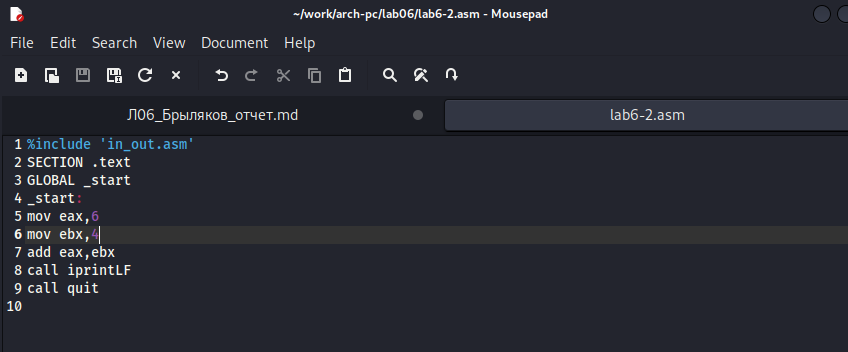 ~/work/arch-pc/lab06/lab6-2.asm - Mousepad
File Edit Search View Document Help
Л06_Брыляков_отчет.md lab6-2.asm
1 %include 'in_out.asm'
2 SECTION .text
3 GLOBAL _start
4 _start:
5 mov eax,6
6 mov ebx,4
7 add eax,ebx
8 call iprintLF
9 call quit
10